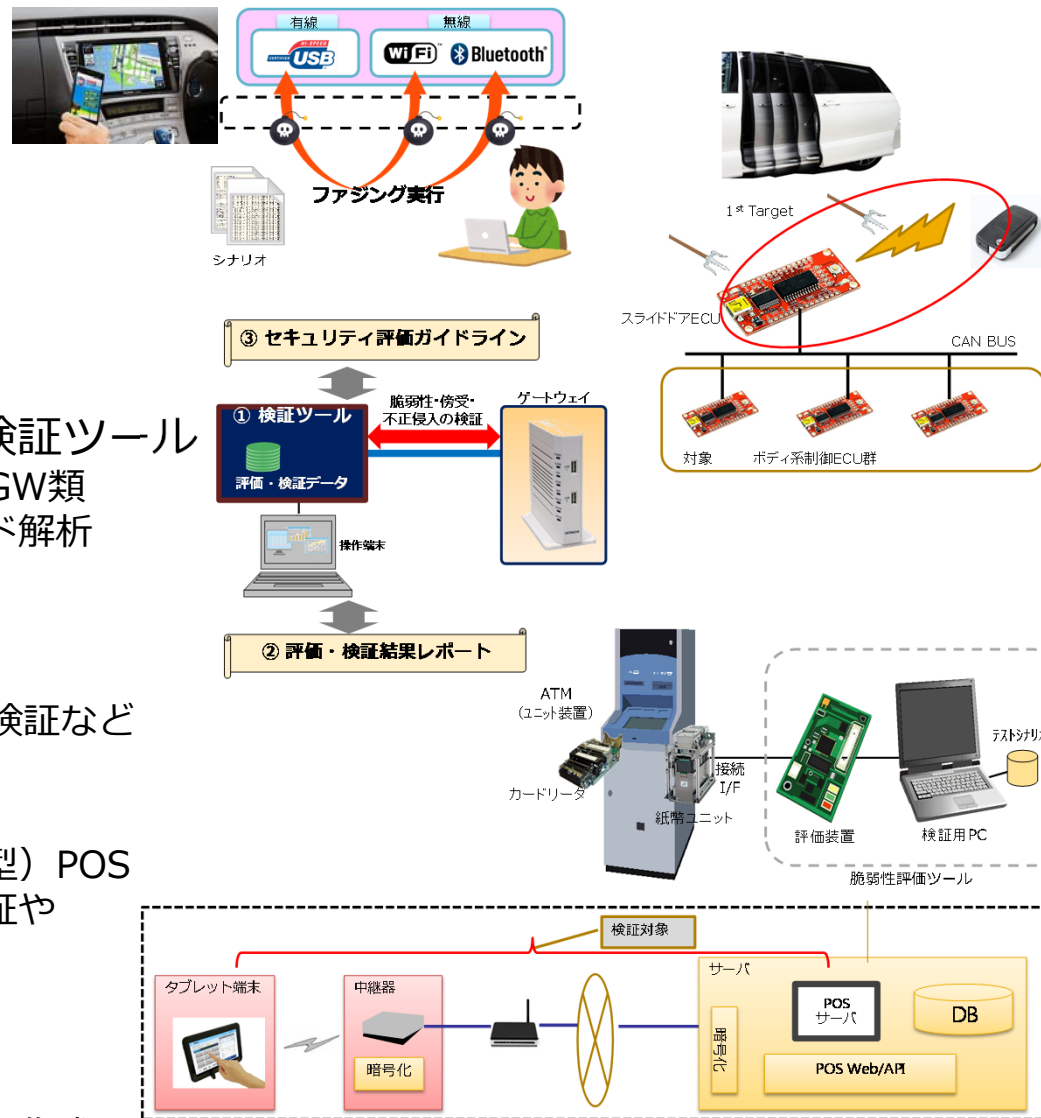 有線
無線
HI-SPEED
CERTIFIED USB
Wi Fi
Bluetooth
ファジング実行
シナリオ
1st Target
スライドドアECU
CAN BUS
対象
ボディ系制御ECU群
③ セキュリティ評価ガイドライン
① 検証ツール
評価・検証データ
脆弱性・傍受・
不正侵入の検証
ゲートウェイ
操作端末
② 評価・検証結果レポート
検証ツール
GW類
ド解析
検証など
型）POS
証や
ATM
（ユニット装置）
カードリーダ
接続
I/F
紙幣ユニット
評価装置
検証用PC
テストシナリオ
脆弱性評価ツール
検証対象
タブレット端末
中継器
暗号化
サーバ
暗号化
POS
サーバ
DB
POS Web/API